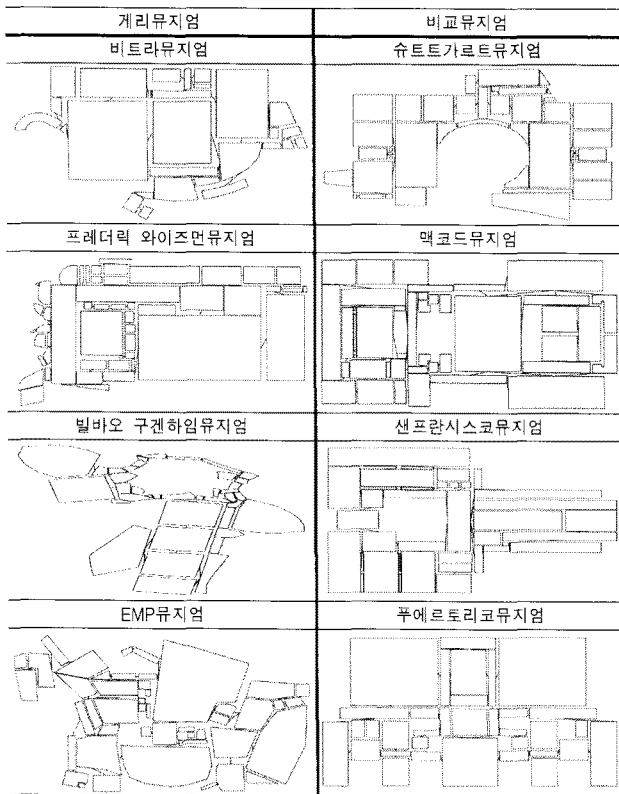 게리뮤지엄 비교뮤지엄
비트라뮤지엄 슈트트가르트뮤지엄
프레더릭 와이즈먼뮤지엄 맥코드뮤지엄
빌바오 구겐하임뮤지엄 샌프란시스코뮤지엄
EMP뮤지엄 푸에르토리코뮤지엄